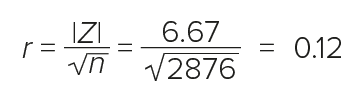 r = |Z| / √n = 6.67 / √2876 = 0.12